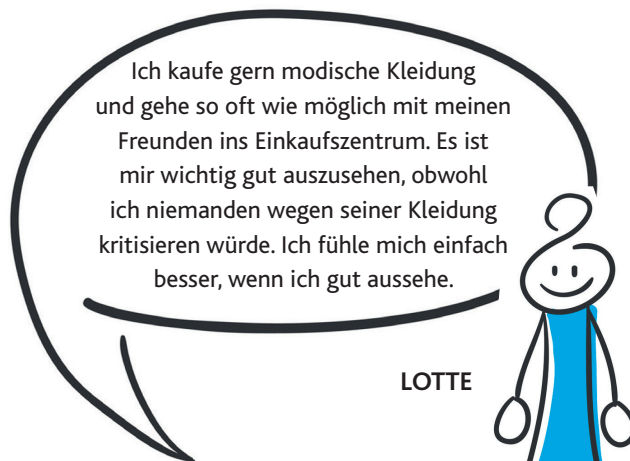 Ich kaufe gern modische Kleidung
und gehe so oft wie möglich mit meinen
Freunden ins Einkaufszentrum. Es ist
mir wichtig gut auszusehen, obwohl
ich niemanden wegen seiner Kleidung
kritisieren würde. Ich fühle mich einfach
besser, wenn ich gut aussehe.
LOTTE